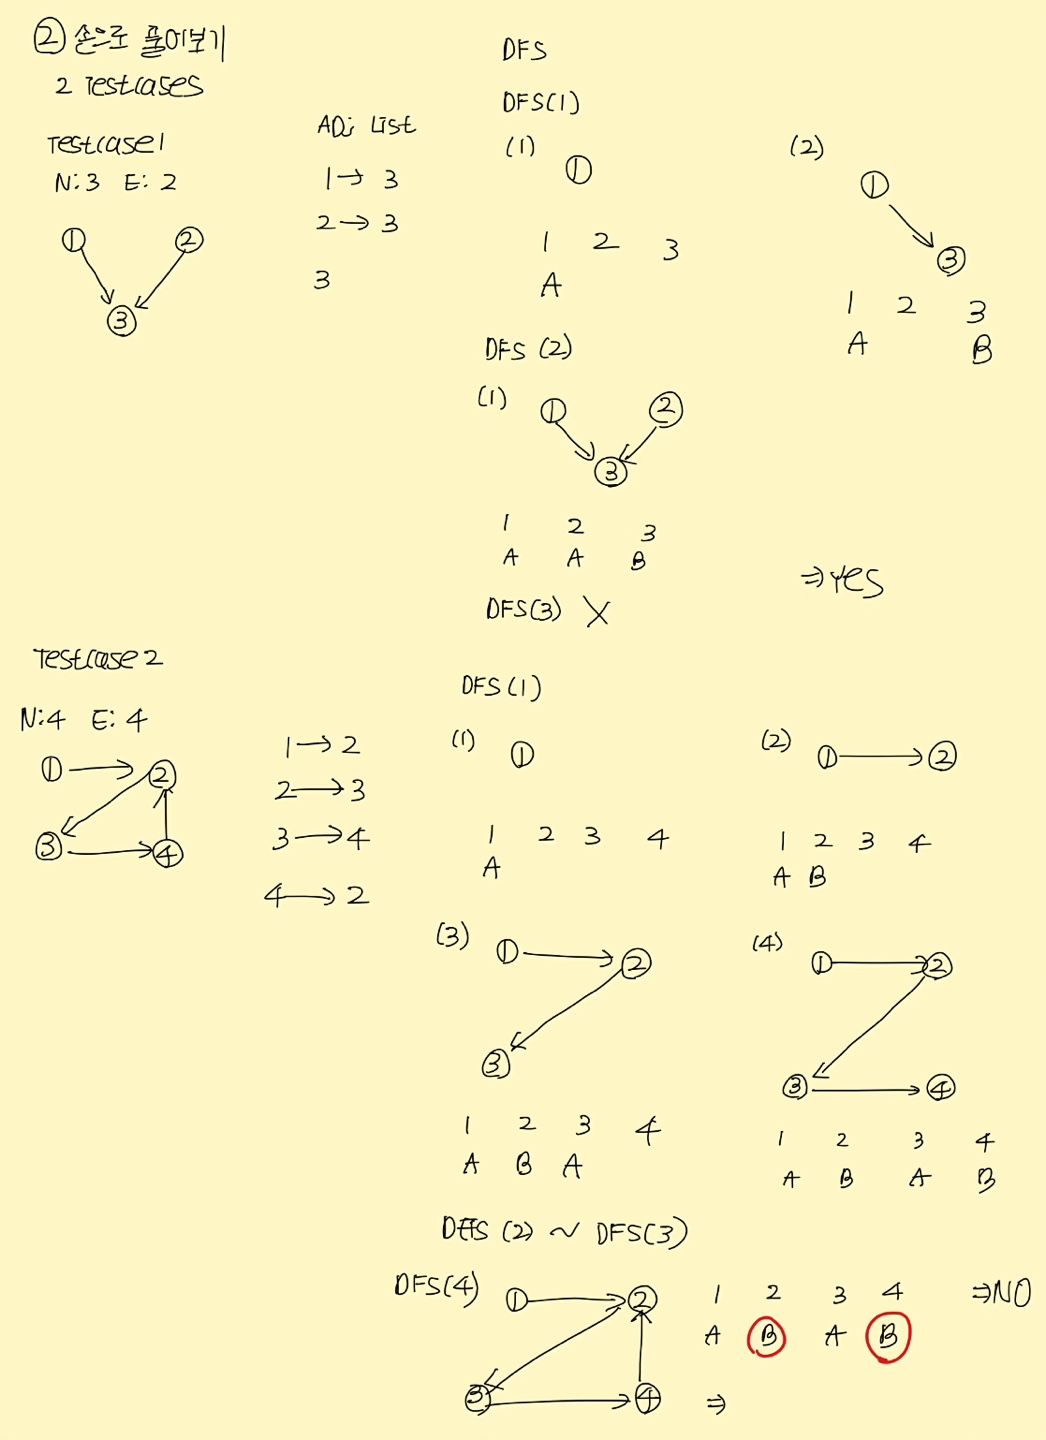 ② 손으로 풀어보기
2 Testcases
Testcase1
N:3 E: 2
① ②
③
ADj List
1 → 3
2 → 3
3
DFS
DFS(1)
(1) ①
1 2 3
A
(2) ①
③
1 2 3
A B
DFS (2)
(1) ① ②
③
1 2 3
A A B
DFS(3) X
⇒ YES
Testcase 2
N:4 E: 4
① → ②
③ → ④
1 → 2
2 → 3
3 → 4
4 → 2
DFS(1)
(1) ①
1 2 3 4
A
(2) ① → ②
1 2 3 4
A B
(3) ① → ②
③
1 2 3 4
A B A
(4) ① → ②
③ → ④
1 2 3 4
A B A B
DFS (2) ~ DFS(3)
DFS(4) ① → ② 1 2 3 4 ⇒ NO
A B A B
③ → ④ ⇒